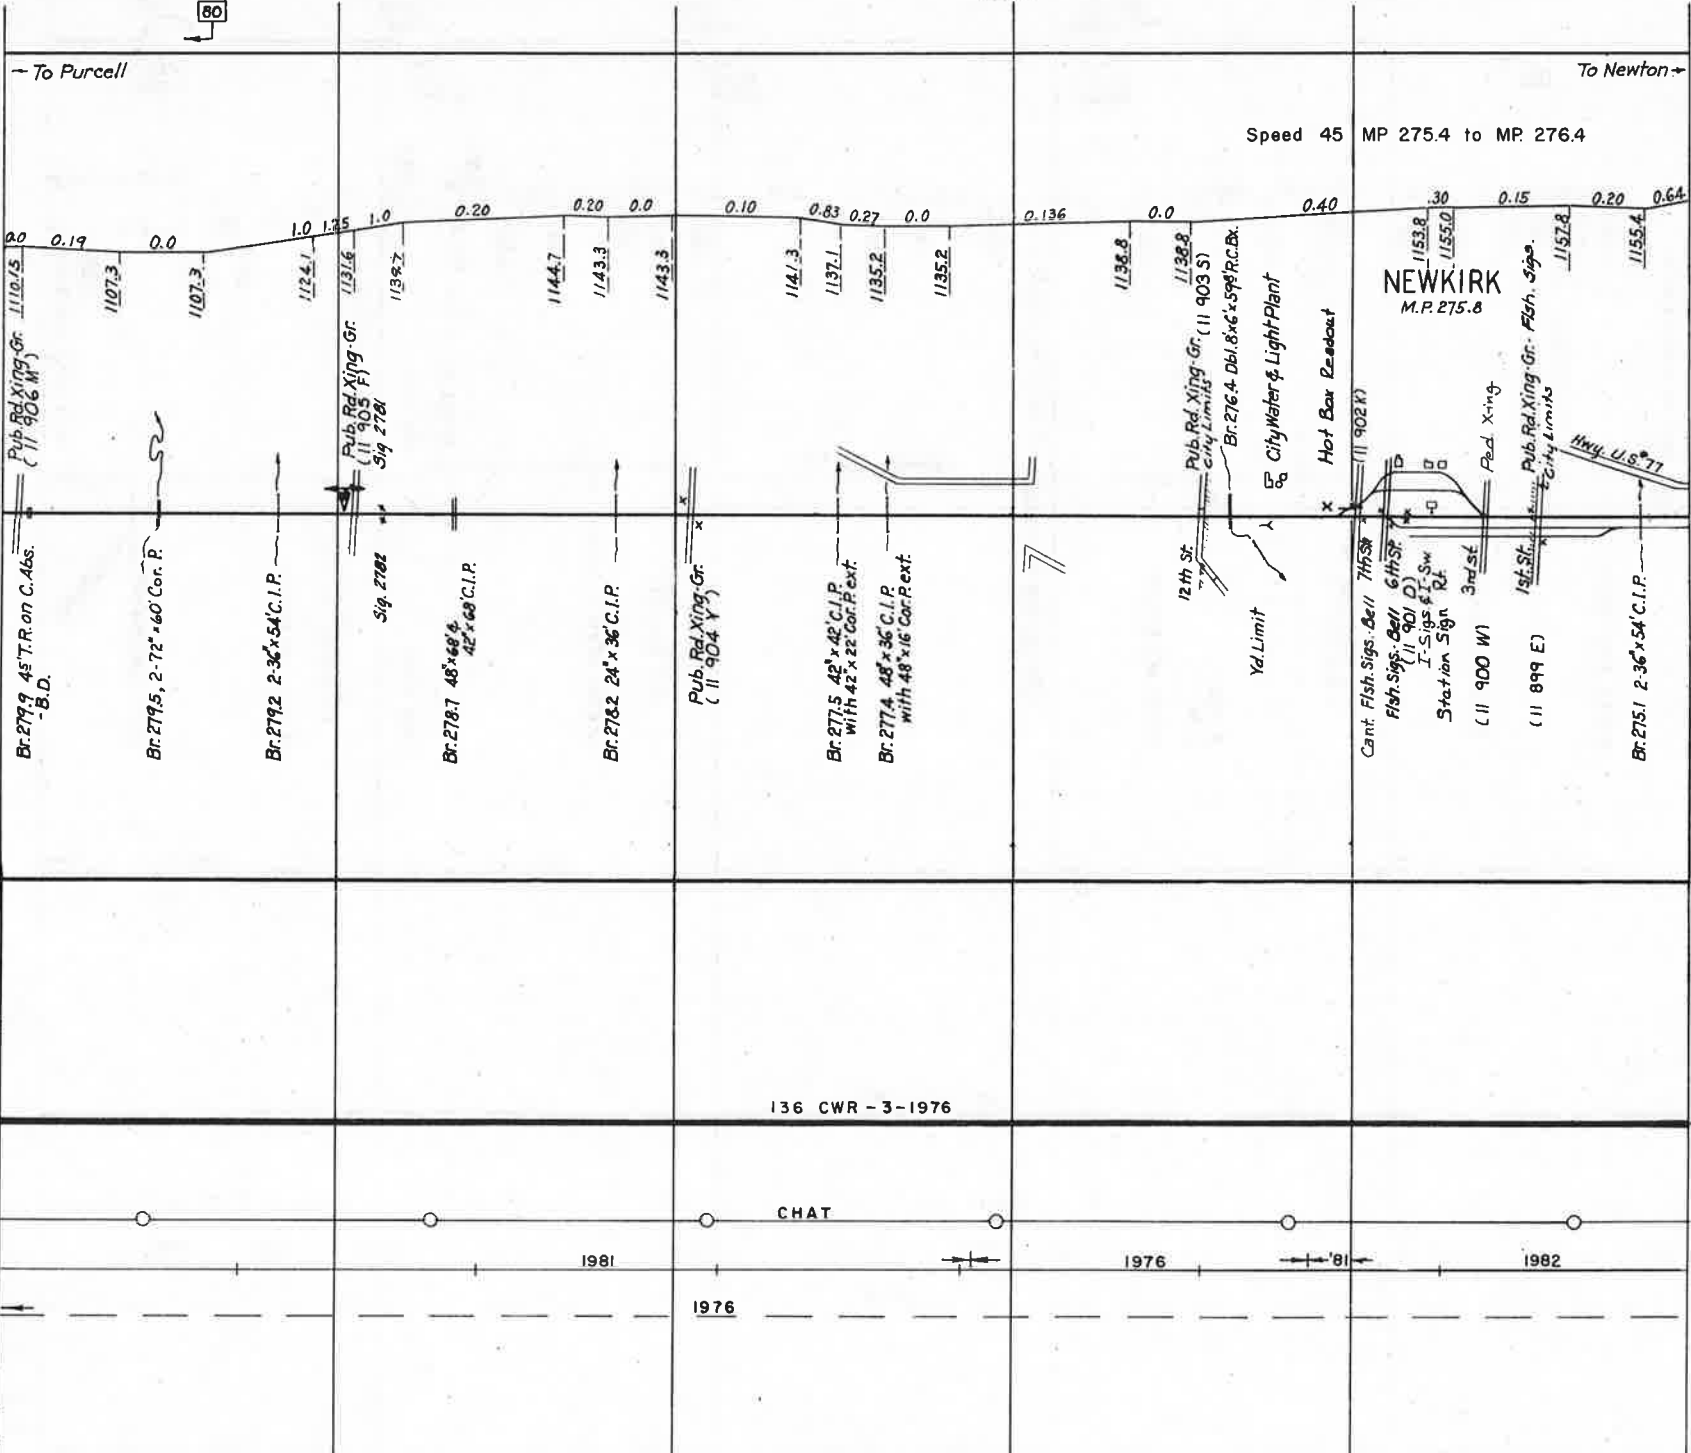 80
To Purcell
To Newton
Speed 45 MP 275.4 to MP. 276.4
0.0 0.19 0.0 1.0 1.25 1.0 0.20 0.20 0.0 0.10 0.83 0.27 0.0 0.136 0.0 0.40 .30 0.15 0.20 0.64
1110.15
1107.3
1107.3
1124.1
1131.6
1139.7
1144.7
1143.3
1143.3
1141.3
1137.1
1135.2
1135.2
1138.8
1138.8
1153.8
1155.0
1157.8
1155.4
NEWKIRK
M.P. 275.8
Pub. Rd. Xing-Gr.
(11 906 M)
Pub. Rd. Xing-Gr.
(11 905 F)
Sig 2781
Pub. Rd. Xing-Gr. (11 903 S)
City Limits
Br. 276.4 Dbl. 8'x6'x59' R.C.Bx.
City Water & Light Plant
Hot Box Readout
(11 902K)
Ped. Xing
Pub. Rd. Xing-Gr.- Flsh. Sigs.
City Limits
Hwy. U.S. #77
Br. 279.9 45' T.R. on C. Abs.
-B.D.
Br. 279.5, 2-72" x 60' Cor. P.
Br. 279.2 2-36" x 54' C.I.P.
Sig. 2782
Br. 278.7 48" x 68' &
42" x 68' C.I.P.
Br. 278.2 24" x 36' C.I.P.
Pub. Rd. Xing-Gr.
(11 904 Y)
Br. 277.5 42" x 42' C.I.P.
With 42" x 22' Cor. P. ext.
Br. 277.4 48" x 36' C.I.P.
with 48" x 16' Cor. P. ext.
12th St.
Yd. Limit
Cant. Flsh. Sigs.-Bell 7th St.
Flsh. Sigs.-Bell 6th St.
(11 901 D)
I-Sigs & I-Sw.
Station Sign Rt.
3rd St.
(11 900 W)
1st St.
(11 899 E)
Br. 275.1 2-36" x 54' C.I.P.
136 CWR - 3-1976
CHAT
1981 1976 '81 1982
1976